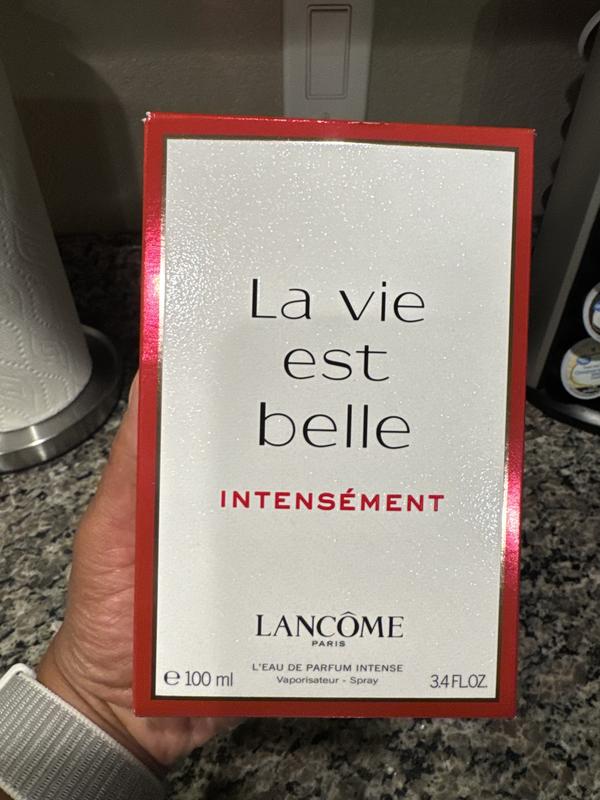 La vie
est
belle
INTENSÉMENT
LANCÔME
PARIS
L'EAU DE PARFUM INTENSE
Vaporisateur - Spray
℮ 100 ml
3.4 FL.OZ.